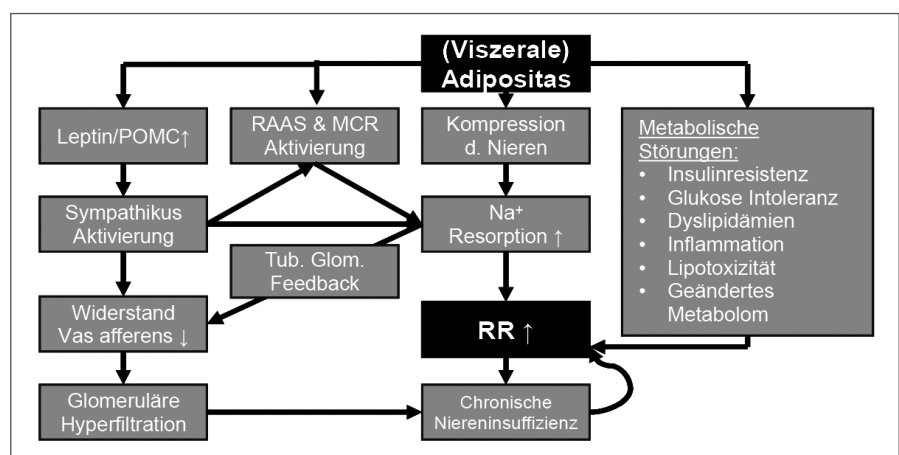 (Viszerale)
Adipositas
Leptin/POMC↑
RAAS & MCR
Aktivierung
Kompression
d. Nieren
Metabolische
Störungen:
• Insulinresistenz
• Glukose Intoleranz
• Dyslipidämien
• Inflammation
• Lipotoxizität
• Geändertes
Metabolom
Sympathikus
Aktivierung
Na⁺
Resorption ↑
Tub. Glom.
Feedback
Widerstand
Vas afferens ↓
RR ↑
Glomeruläre
Hyperfiltration
Chronische
Niereninsuffizienz